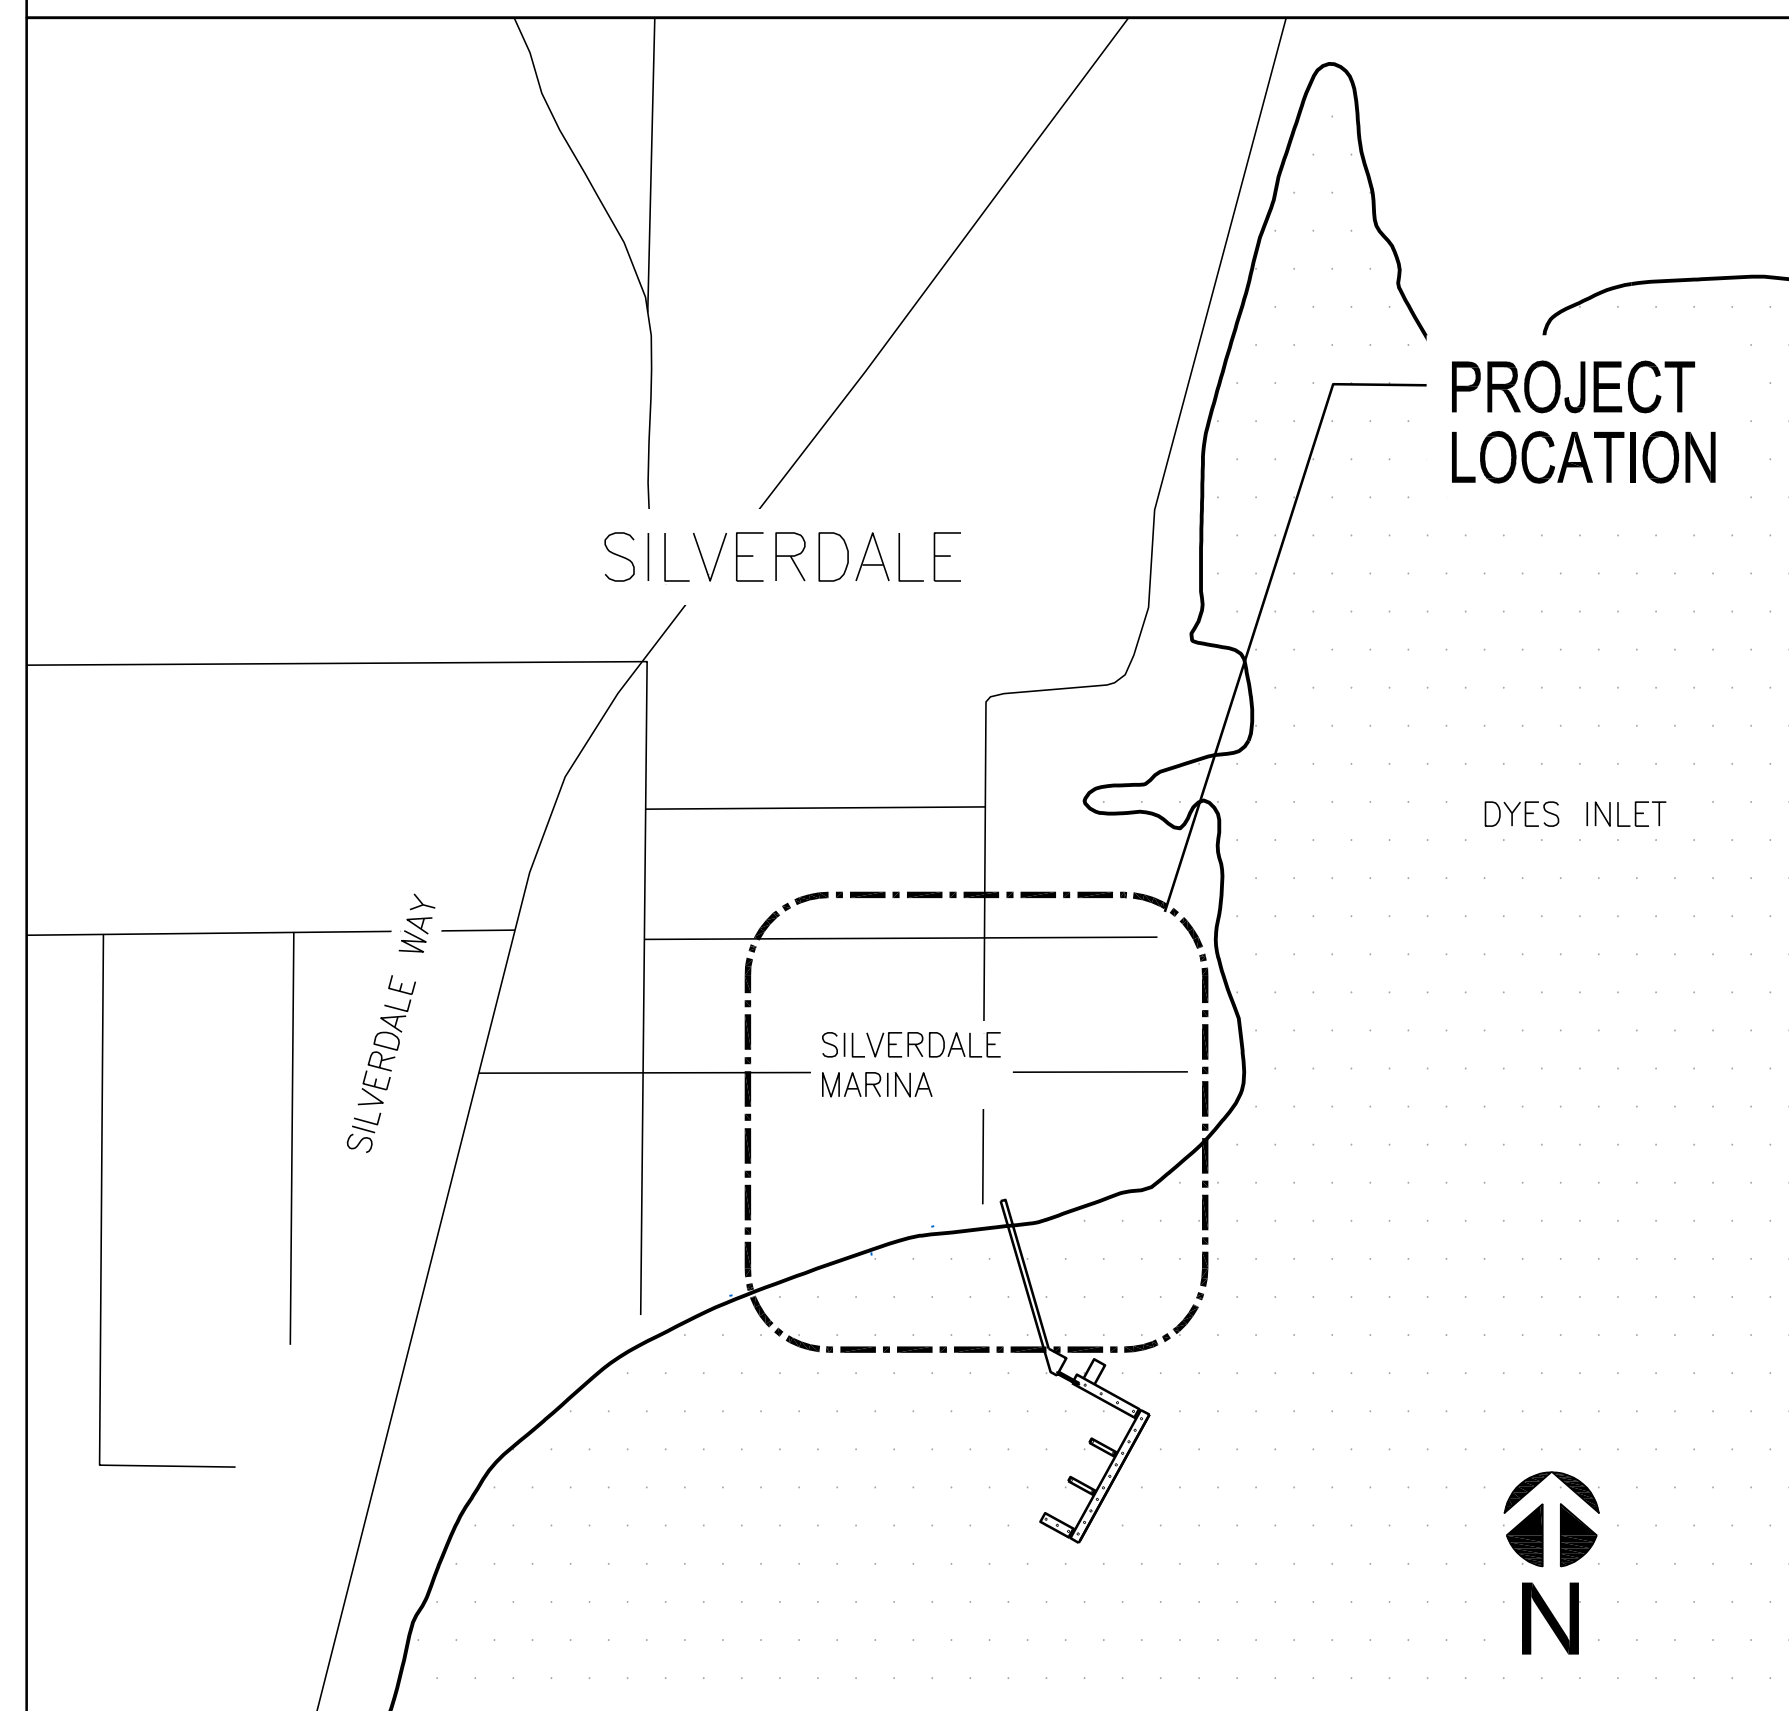 PROJECT
LOCATION
SILVERDALE
DYES INLET
SILVERDALE WAY
SILVERDALE
MARINA
N